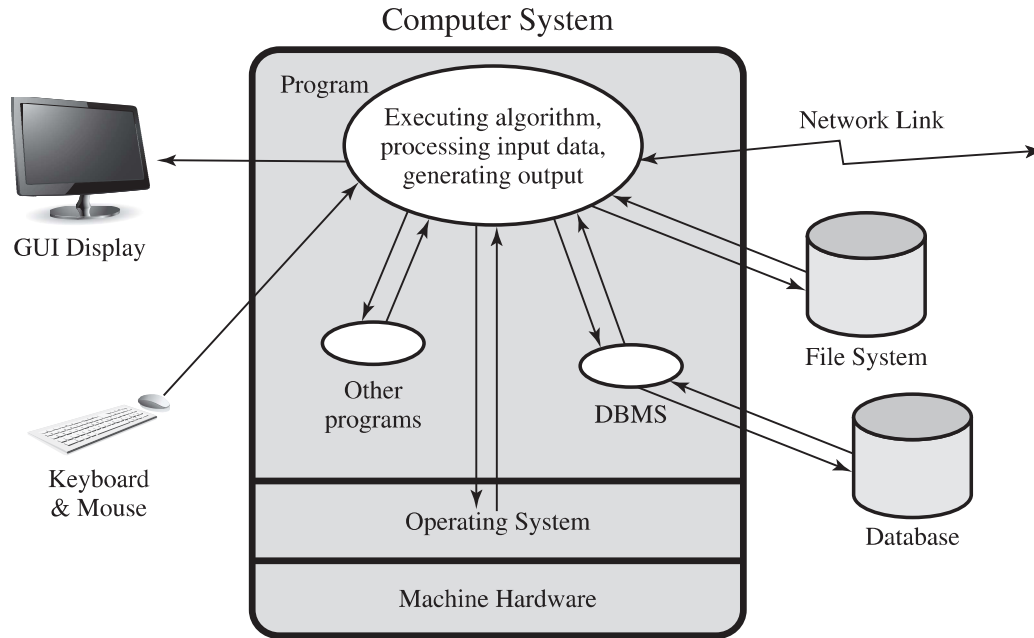 Computer System
Program
Executing algorithm,
processing input data,
generating output
Network Link
GUI Display
File System
Other
programs
DBMS
Keyboard
& Mouse
Operating System
Database
Machine Hardware